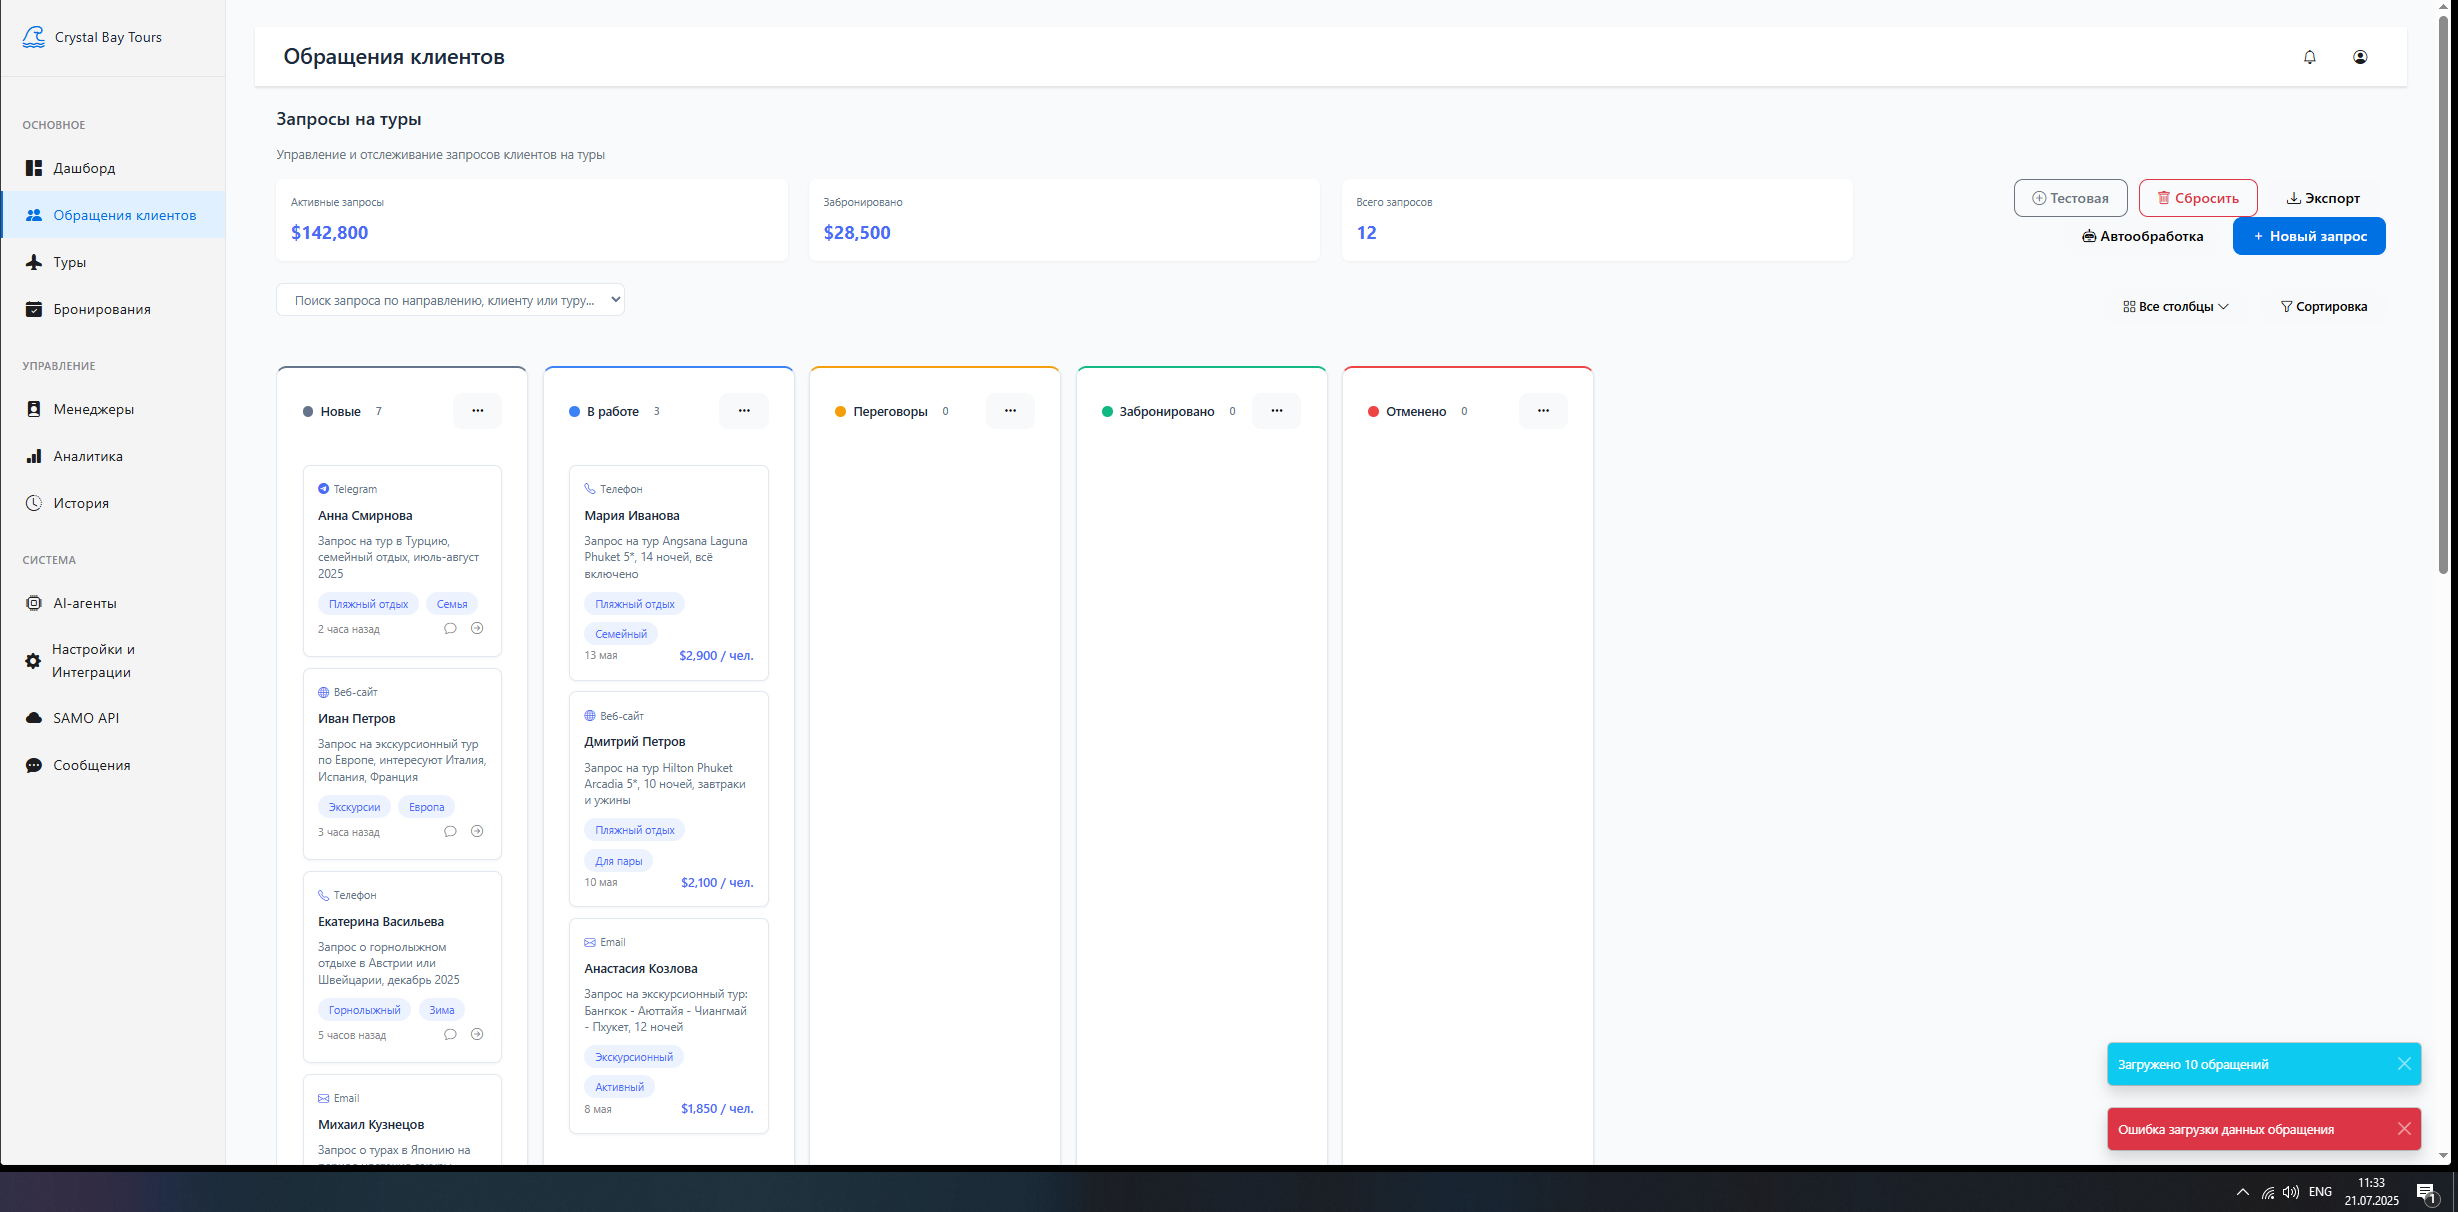 Crystal Bay Tours
ОСНОВНОЕ
Дашборд
Обращения клиентов
Туры
Бронирования
УПРАВЛЕНИЕ
Менеджеры
Аналитика
История
СИСТЕМА
AI-агенты
Настройки и
Интеграции
SAMO API
Сообщения
Обращения клиентов
Запросы на туры
Управление и отслеживание запросов клиентов на туры
Активные запросы
$142,800
Забронировано
$28,500
Всего запросов
12
Тестовая
Сбросить
Экспорт
Автообработка
+ Новый запрос
Поиск запроса по направлению, клиенту или туру...
Все столбцы
Сортировка
Новые 7
Telegram
Анна Смирнова
Запрос на тур в Турцию,
семейный отдых, июль-август
2025
Пляжный отдых
Семья
2 часа назад
Веб-сайт
Иван Петров
Запрос на экскурсионный тур
по Европе, интересуют Италия,
Испания, Франция
Экскурсии
Европа
3 часа назад
Телефон
Екатерина Васильева
Запрос о горнолыжном
отдыхе в Австрии или
Швейцарии, декабрь 2025
Горнолыжный
Зима
5 часов назад
Email
Михаил Кузнецов
Запрос о турах в Японию на
В работе 3
Телефон
Мария Иванова
Запрос на тур Angsana Laguna
Phuket 5*, 14 ночей, всё
включено
Пляжный отдых
Семейный
13 мая
$2,900 / чел.
Веб-сайт
Дмитрий Петров
Запрос на тур Hilton Phuket
Arcadia 5*, 10 ночей, завтраки
и ужины
Пляжный отдых
Для пары
10 мая
$2,100 / чел.
Email
Анастасия Козлова
Запрос на экскурсионный тур:
Бангкок - Аюттайя - Чиангмай
- Пхукет, 12 ночей
Экскурсионный
Активный
8 мая
$1,850 / чел.
Переговоры 0
Забронировано 0
Отменено 0
Загружено 10 обращений
Ошибка загрузки данных обращения
ENG
11:33
21.07.2025
1